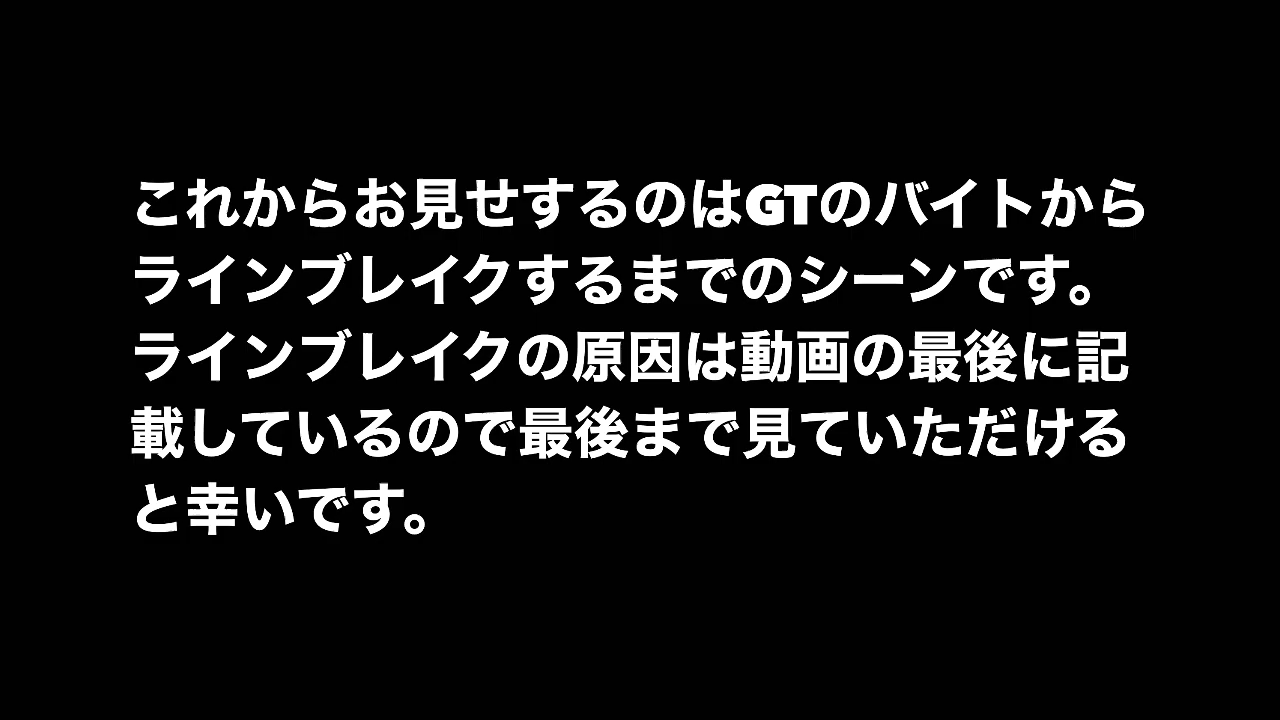 これからお見せするのはGTのバイトから
ラインブレイクするまでのシーンです。
ラインブレイクの原因は動画の最後に記
載しているので最後まで見ていただける
と幸いです。